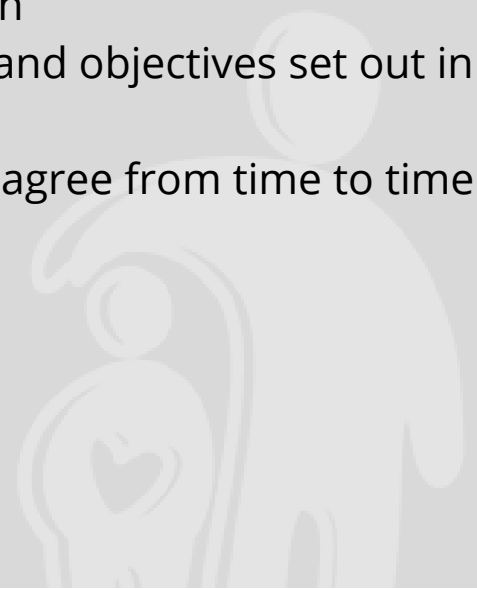 and objectives set out in
agree from time to time